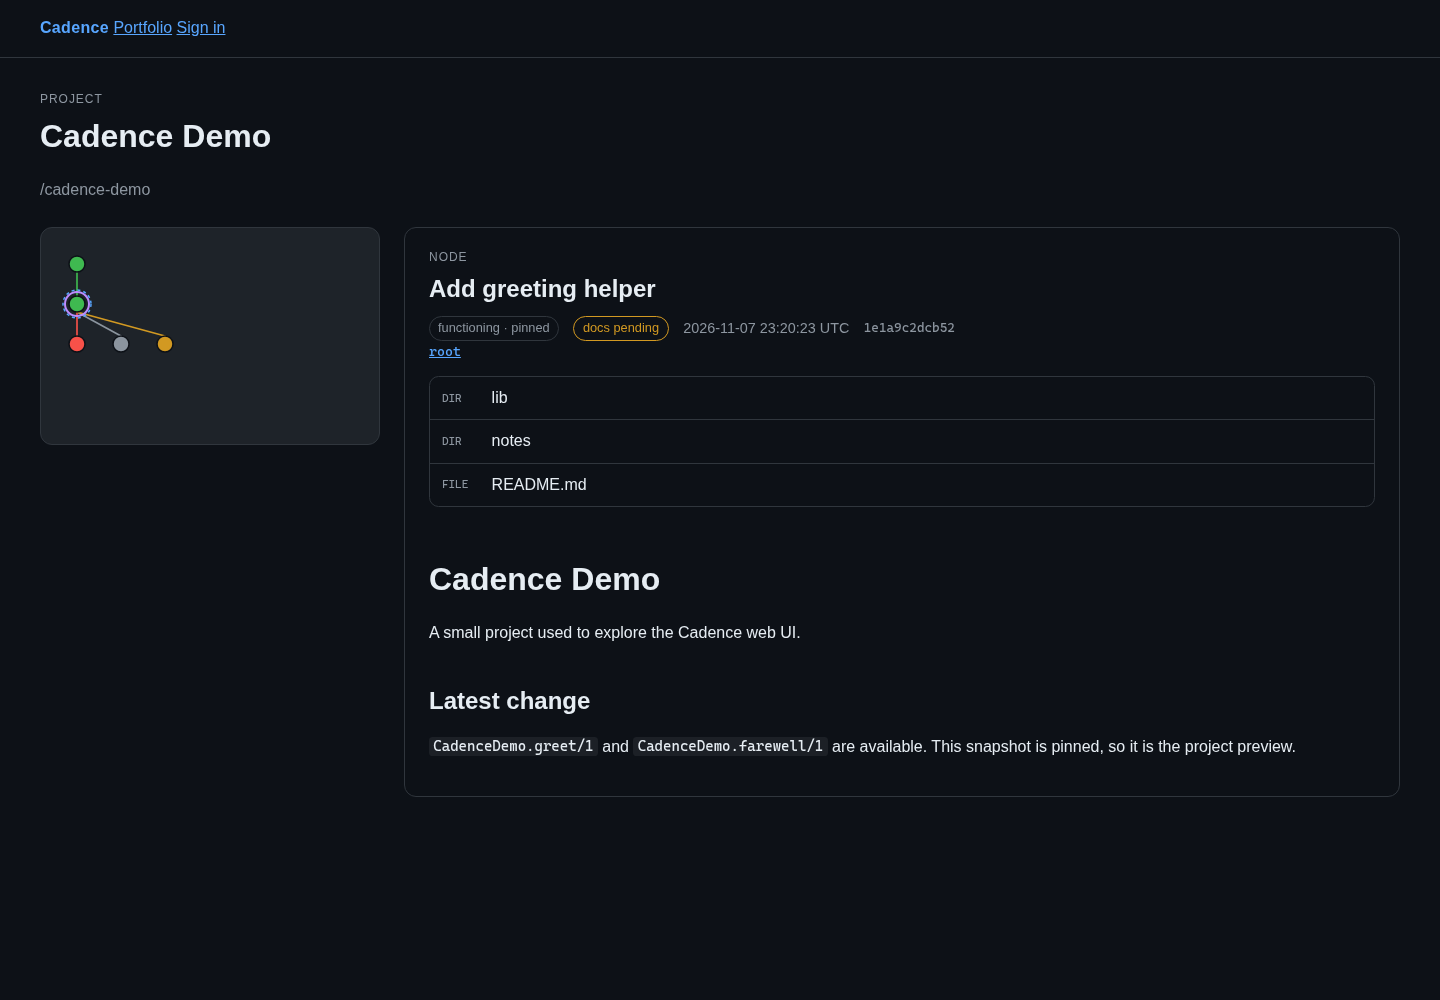 Cadence Portfolio Sign in
PROJECT
Cadence Demo
/cadence-demo
NODE
Add greeting helper
functioning · pinned docs pending 2026-11-07 23:20:23 UTC 1e1a9c2dcb52
root
DIR lib
DIR notes
FILE README.md
Cadence Demo
A small project used to explore the Cadence web UI.
Latest change
CadenceDemo.greet/1 and CadenceDemo.farewell/1 are available. This snapshot is pinned, so it is the project preview.